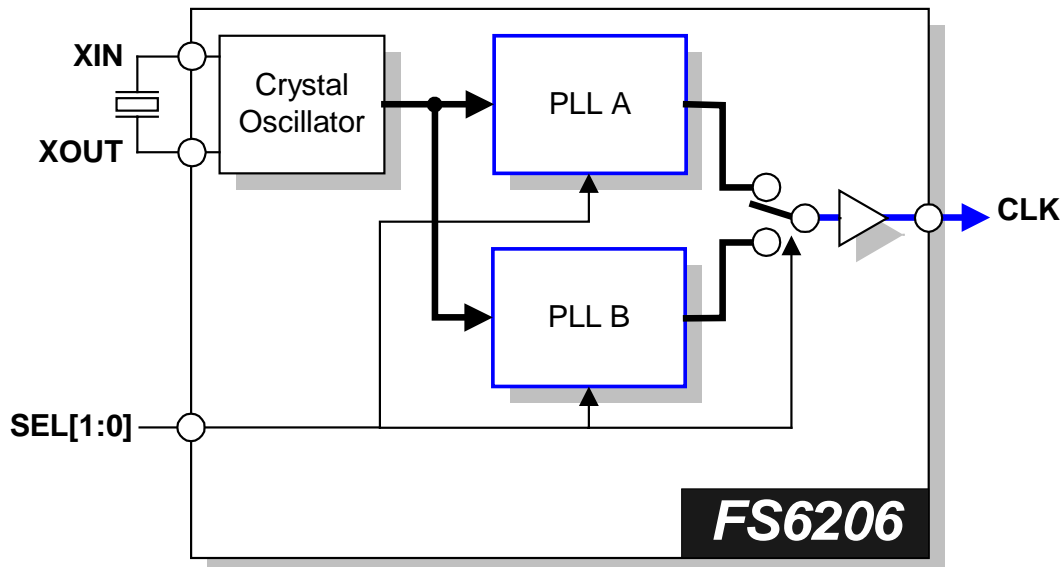 XIN
XOUT
Crystal
Oscillator
PLL A
PLL B
CLK
SEL[1:0]
FS6206